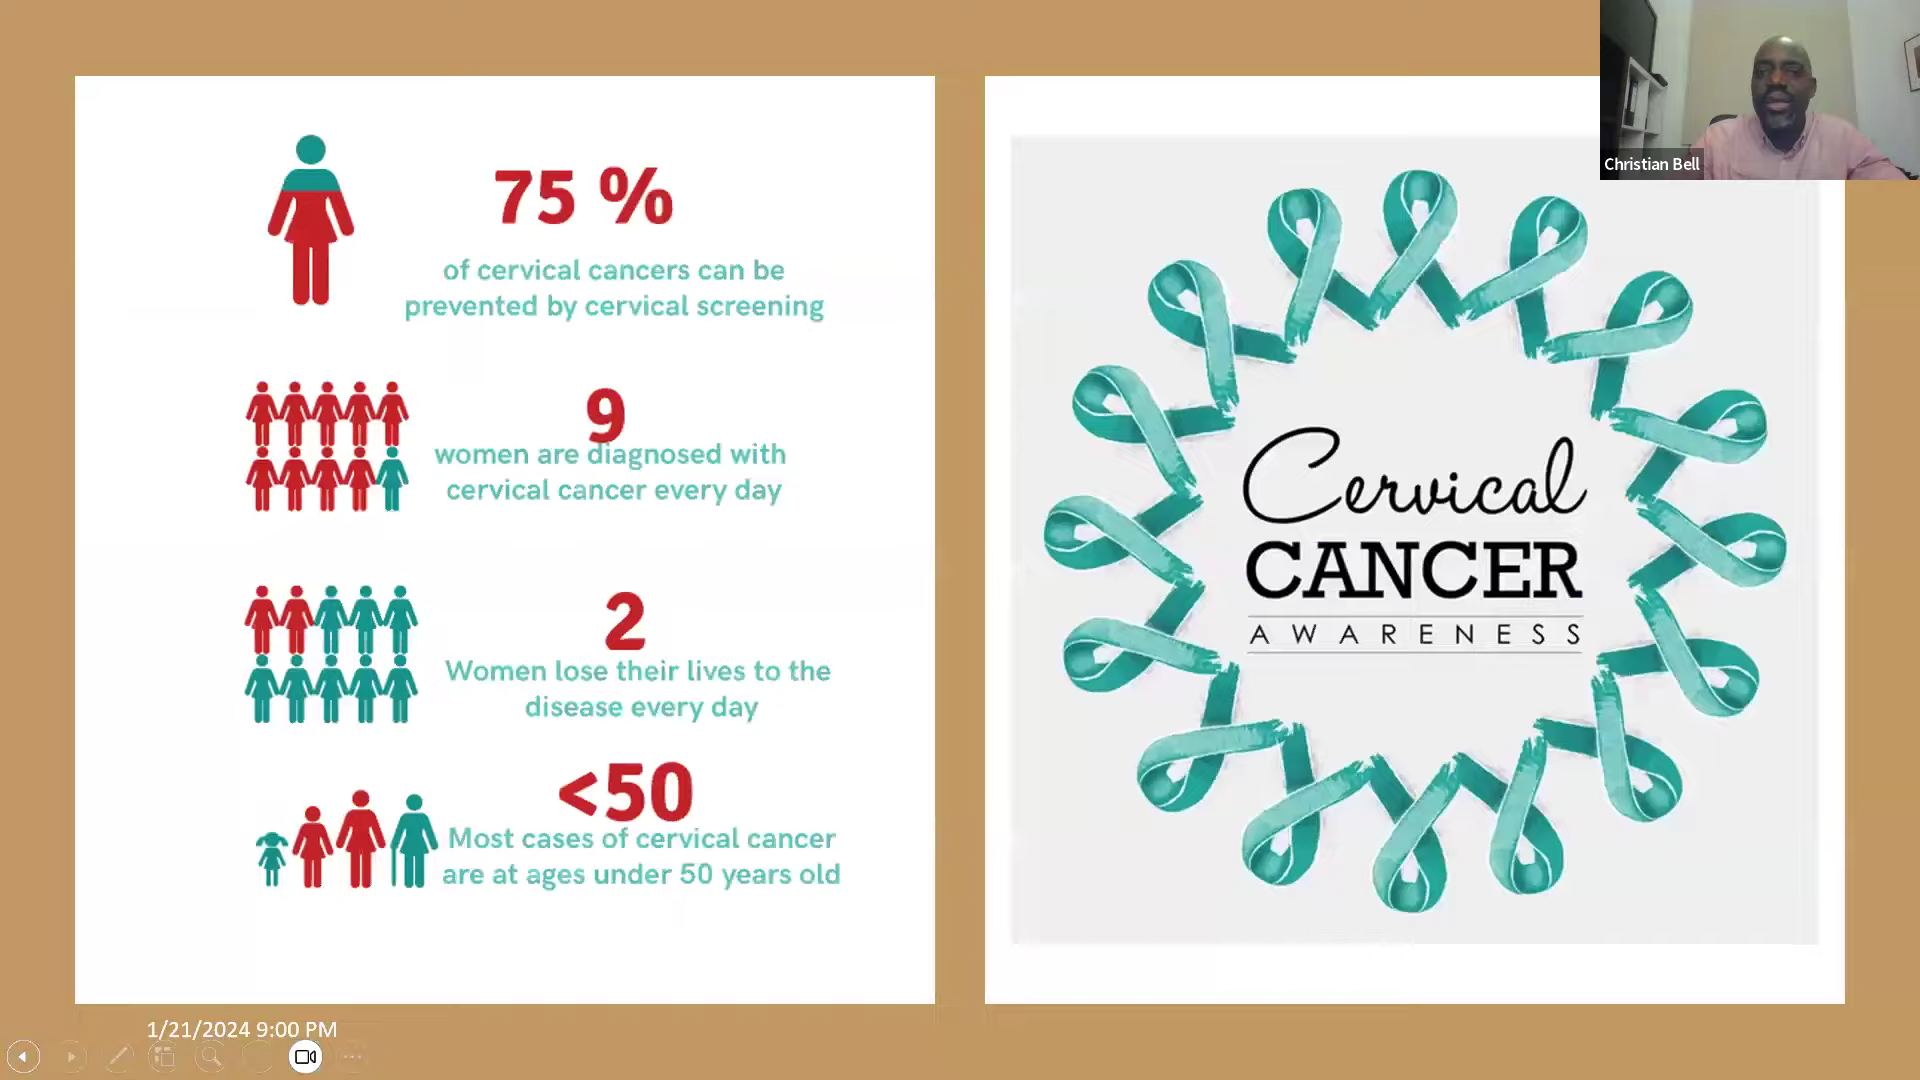 75 %
of cervical cancers can be
prevented by cervical screening
9
women are diagnosed with
cervical cancer every day
2
Women lose their lives to the
disease every day
<50
Most cases of cervical cancer
are at ages under 50 years old
Cervical
CANCER
AWARENESS
Christian Bell
1/21/2024 9:00 PM